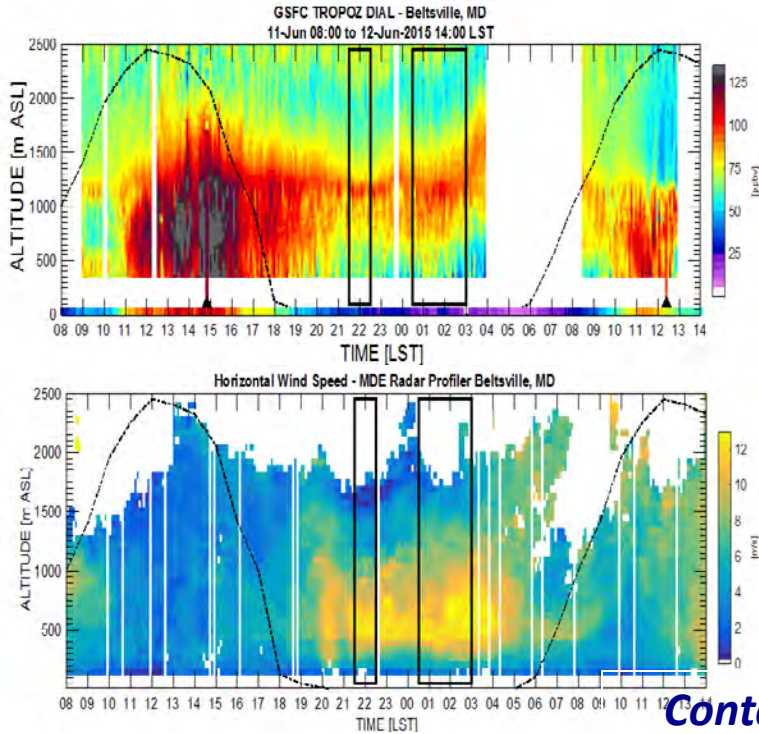 GSFC TROPOZ DIAL - Beltsville, MD
11-Jun 08:00 to 12-Jun-2015 14:00 LST
ALTITUDE [m ASL]
2500
2000
1500
1000
500
0
125
100
75
50
25
[ppbv]
08 09 10 11 12 13 14 15 16 17 18 19 20 21 22 23 00 01 02 03 04 05 06 07 08 09 10 11 12 13 14
TIME [LST]
Horizontal Wind Speed - MDE Radar Profiler Beltsville, MD
ALTITUDE [m ASL]
2500
2000
1500
1000
500
12
10
8
6
4
2
0
[m/s]
08 09 10 11 12 13 14 15 16 17 18 19 20 21 22 23 00 01 02 03 04 05 06 07 08 09 10 11 12 13 14
TIME [LST]
Conto